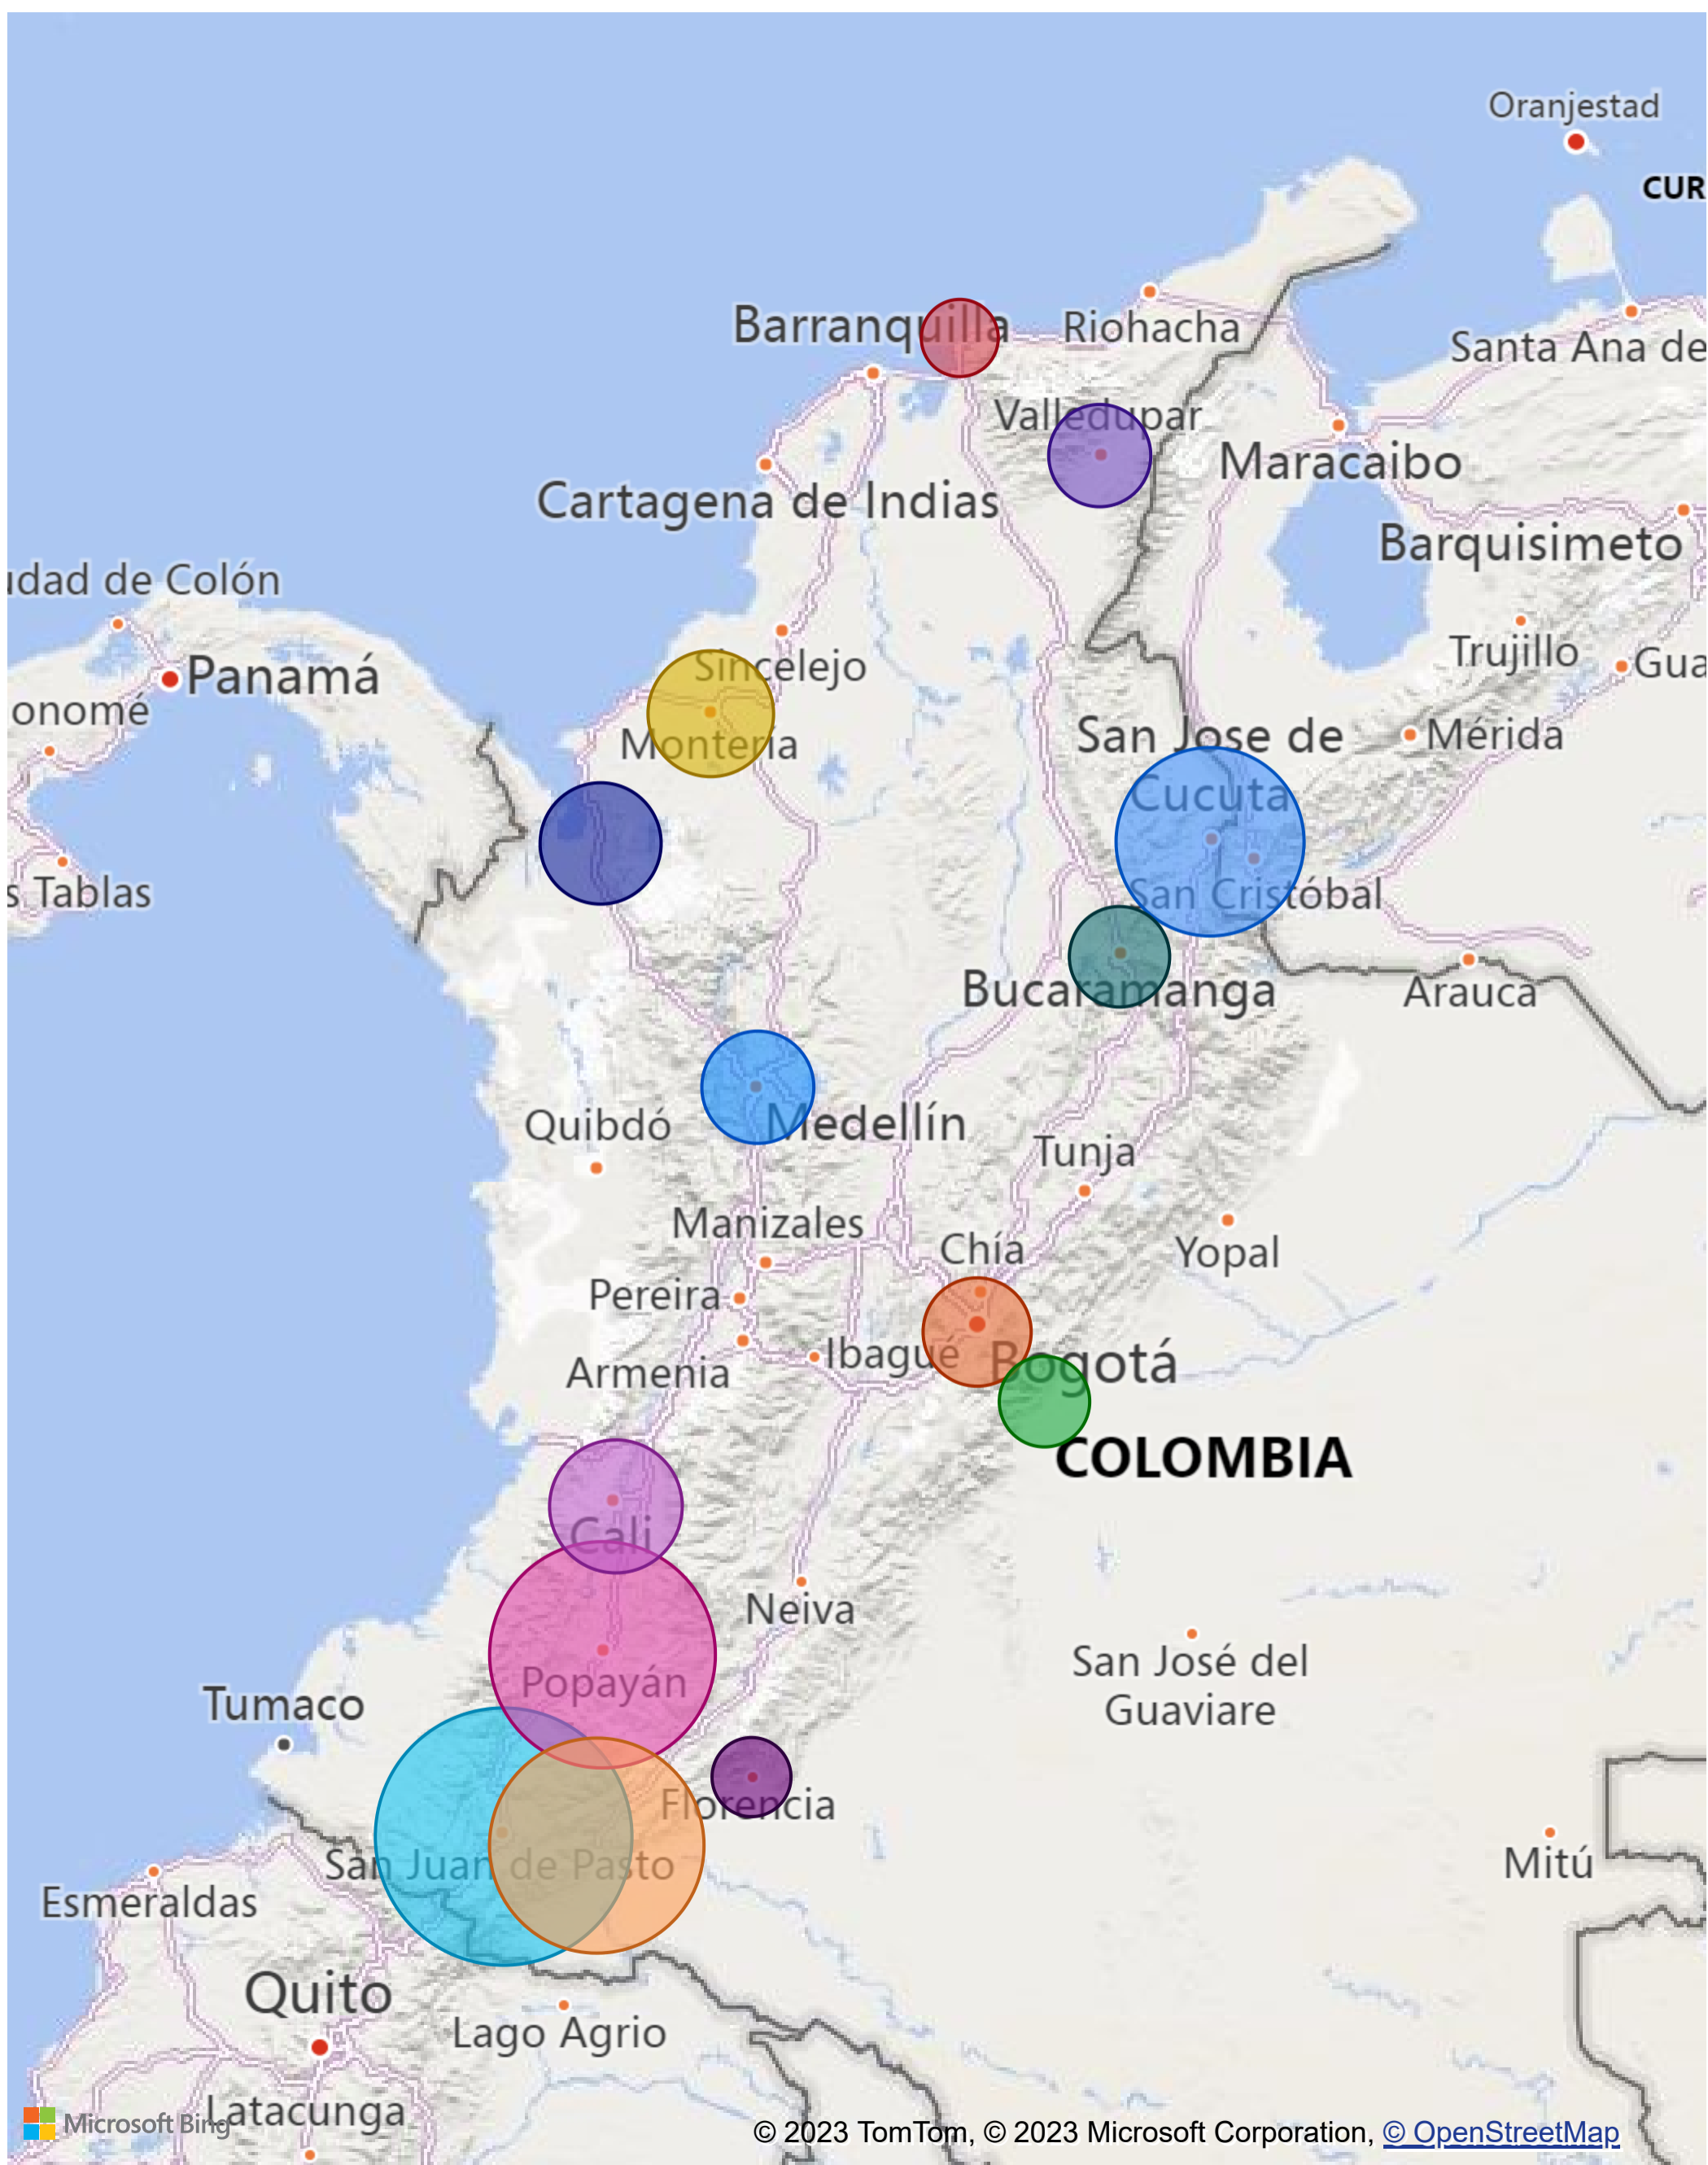 Oranjestad
CUR
Barranquilla
Riohacha
Santa Ana de
Valledupar
Maracaibo
Cartagena de Indias
Barquisimeto
udad de Colón
Trujillo
Gua
Panamá
Sincelejo
onomé
Montería
San Jose de
Cucuta
Mérida
s Tablas
San Cristóbal
Bucaramanga
Arauca
Quibdó
Medellín
Tunja
Manizales
Chía
Yopal
Pereira
Ibagué
Bogotá
Armenia
COLOMBIA
Cali
Neiva
San José del
Guaviare
Popayán
Tumaco
Florencia
San Juan de Pasto
Mitú
Esmeraldas
Quito
Lago Agrio
Latacunga
Microsoft Bing
© 2023 TomTom, © 2023 Microsoft Corporation, © OpenStreetMap